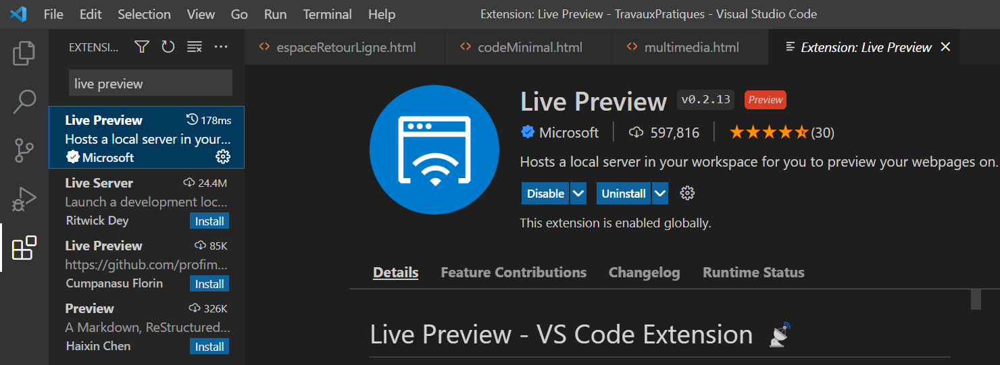 File Edit Selection View Go Run Terminal Help Extension: Live Preview - TravauxPratiques - Visual Studio Code
EXTENSI...
espaceRetourLigne.html codeMinimal.html multimedia.html Extension: Live Preview
live preview
Live Preview 178ms
Hosts a local server in your...
Microsoft
Live Server 24.4M
Launch a development loc...
Ritwick Dey Install
Live Preview 85K
https://github.com/profim...
Cumpanasu Florin Install
Preview 326K
A Markdown, ReStructured...
Haixin Chen Install
Live Preview v0.2.13 Preview
Microsoft 597,816 (30)
Hosts a local server in your workspace for you to preview your webpages on.
Disable Uninstall
This extension is enabled globally.
Details Feature Contributions Changelog Runtime Status
Live Preview - VS Code Extension